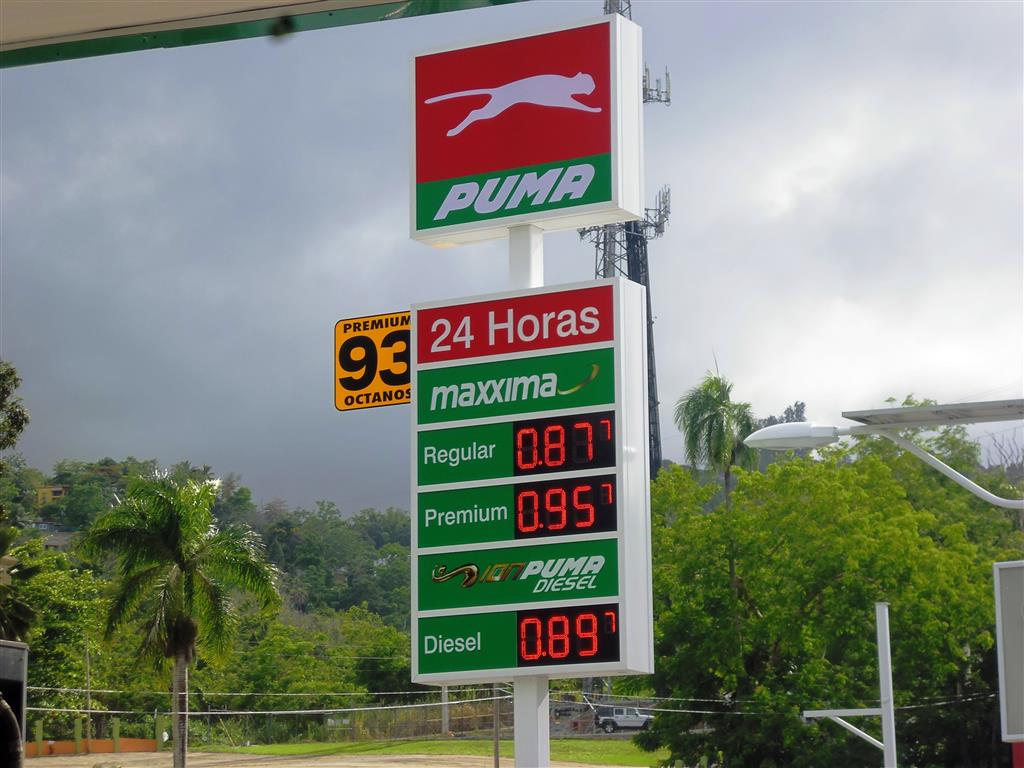 PUMA
24 Horas
PREMIUM
93
OCTANOS
maxxima
Regular 0.87 7
Premium 0.95 7
ION PUMA
DIESEL
Diesel 0.89 7